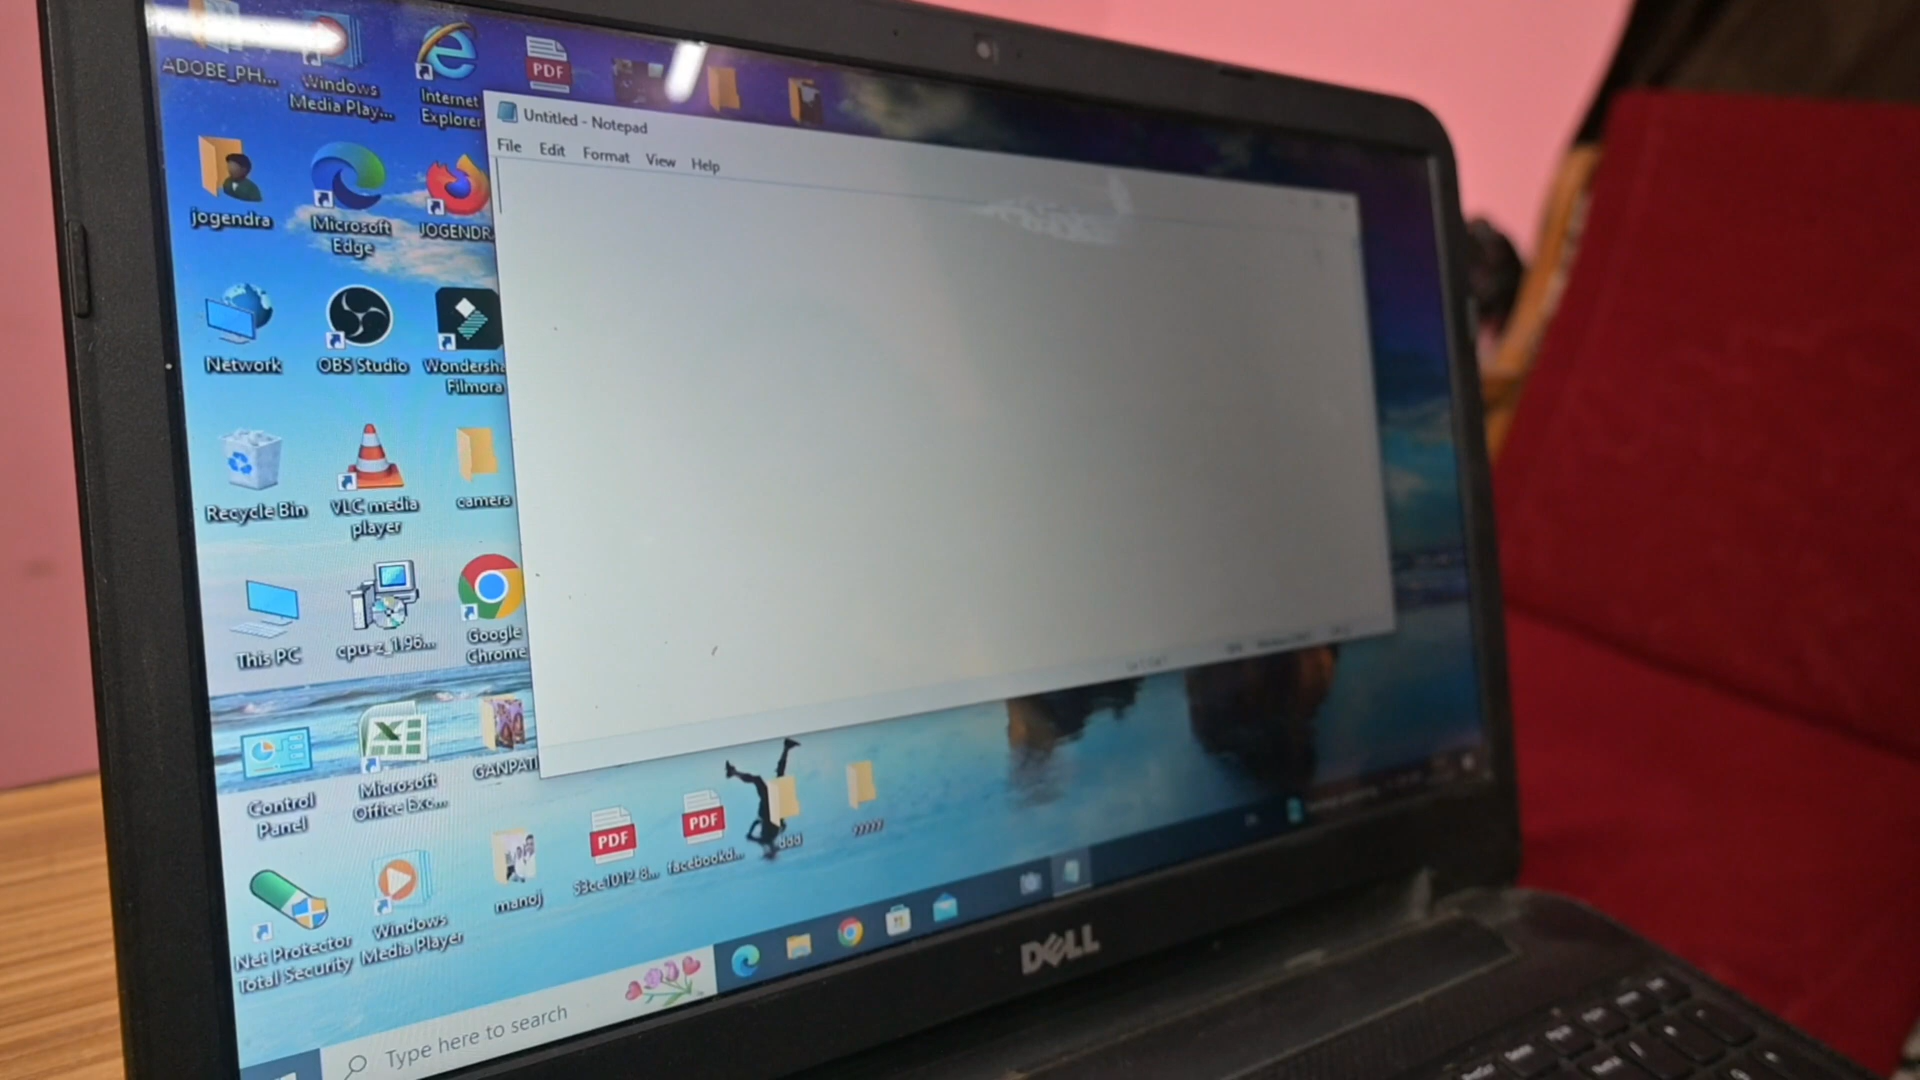 ADOBE_PH...
Windows
Media Play...
Internet
Explorer
PDF
Untitled - Notepad
File Edit Format View Help
jogendra
Microsoft
Edge
JOGENDR
Network
OBS Studio
Wondersha
Filmora
Recycle Bin
VLC media
player
camera
This PC
cpu-z_1.96...
Google
Chrome
Control
Panel
Microsoft
Office Exc...
GANPATI
Net Protector
Total Security
Windows
Media Player
manoj
PDF
53ce1012-8...
PDF
facebookd...
ddd
?????
Type here to search
DELL